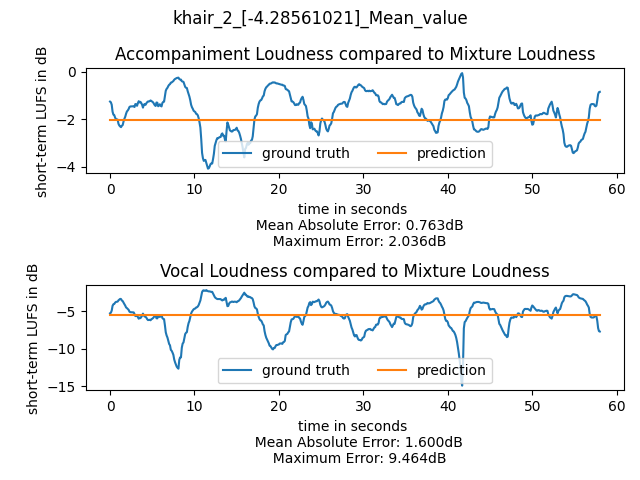 khair_2_[-4.28561021]_Mean_value
Accompaniment Loudness compared to Mixture Loudness
short-term LUFS in dB
0
−2
−4
ground truth
prediction
0
10
20
30
40
50
60
time in seconds
Mean Absolute Error: 0.763dB
Maximum Error: 2.036dB
Vocal Loudness compared to Mixture Loudness
short-term LUFS in dB
−5
−10
−15
ground truth
prediction
0
10
20
30
40
50
60
time in seconds
Mean Absolute Error: 1.600dB
Maximum Error: 9.464dB